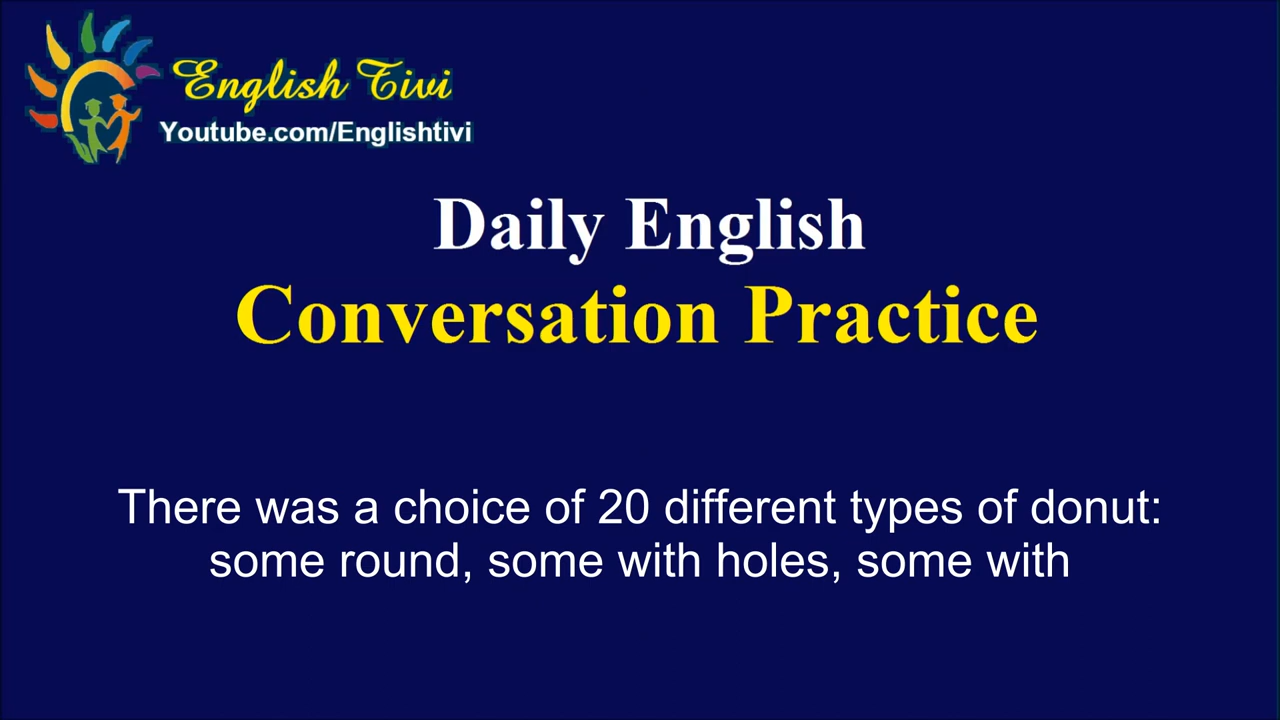 English Tivi
Youtube.com/Englishtivi
Daily English
Conversation Practice
There was a choice of 20 different types of donut:
some round, some with holes, some with